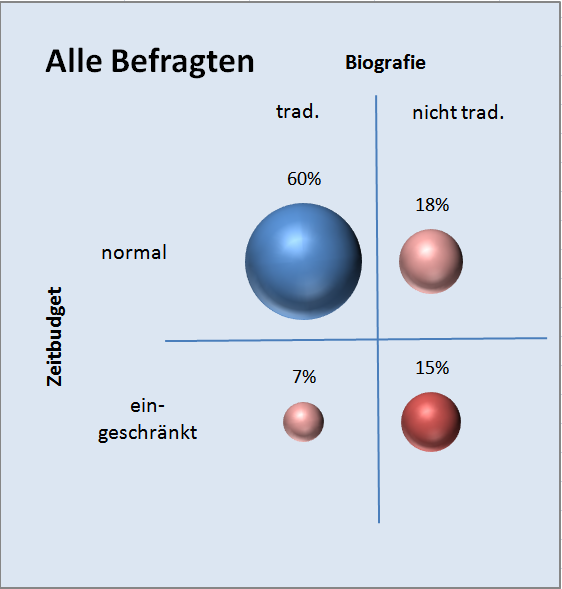 Alle Befragten
Biografie
trad.
nicht trad.
60%
18%
normal
Zeitbudget
7%
15%
ein-
geschränkt